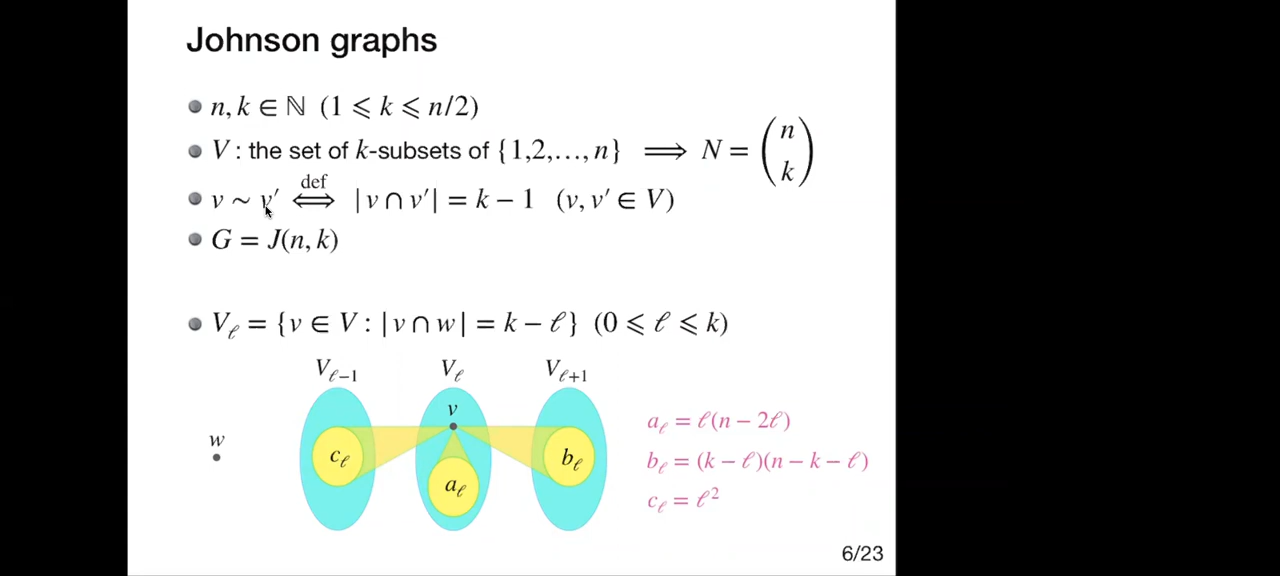 Johnson graphs
n, k ∈ ℕ (1 ⩽ k ⩽ n/2)
V : the set of k-subsets of {1,2,…,n} ⟹ N = (n k)
v ∼ v′ def ⟺ |v ∩ v′| = k − 1 (v, v′ ∈ V)
G = J(n, k)
V_ℓ = {v ∈ V : |v ∩ w| = k − ℓ} (0 ⩽ ℓ ⩽ k)
V_{ℓ−1} V_ℓ V_{ℓ+1}
v
w
c_ℓ a_ℓ b_ℓ
a_ℓ = ℓ(n − 2ℓ)
b_ℓ = (k − ℓ)(n − k − ℓ)
c_ℓ = ℓ²
6/23